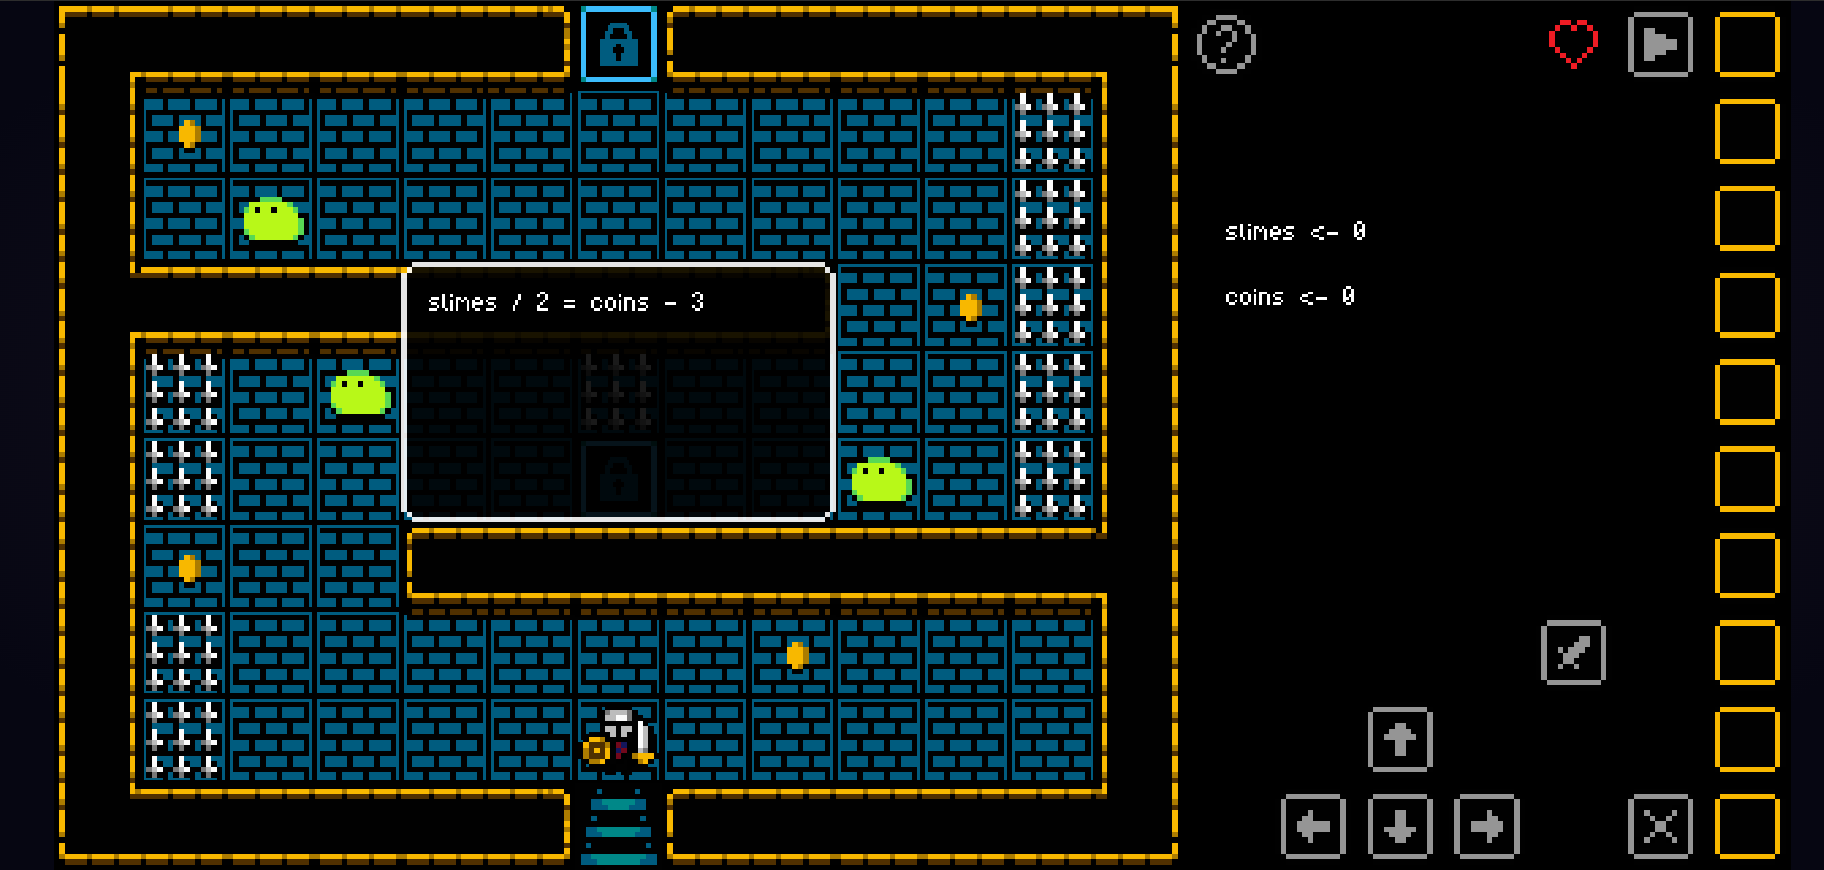 slimes / 2 = coins - 3
slimes <- 0
coins <- 0
?